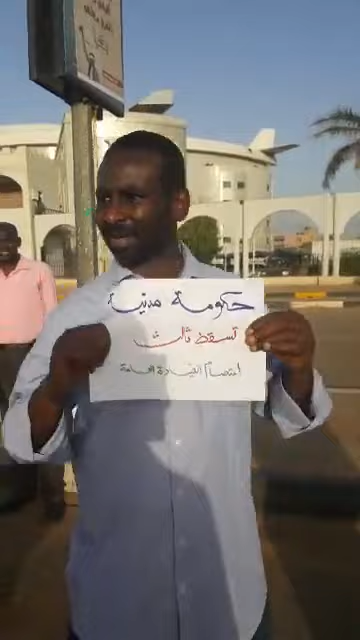 حكومة مدنية
تسقط ثالث
اعتصام القيادة العامة